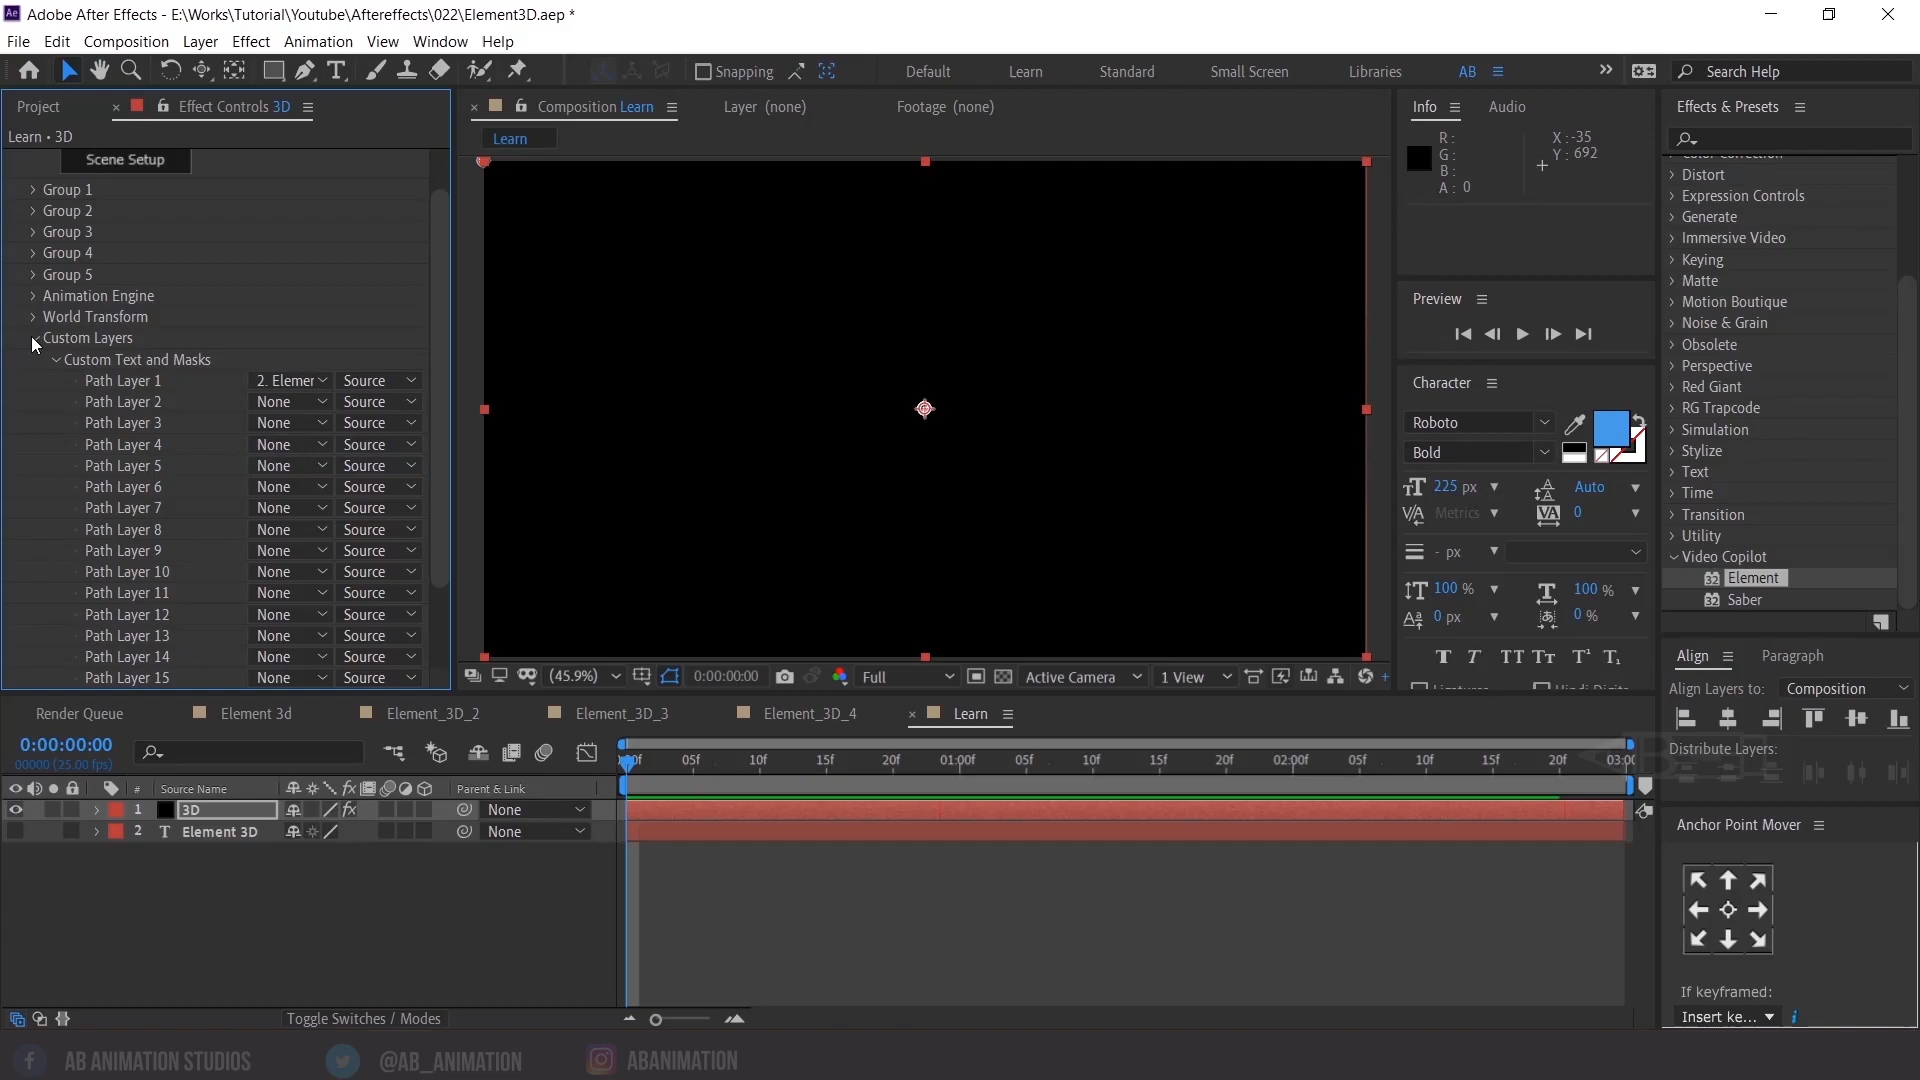 Adobe After Effects - E:\Works\Tutorial\Youtube\Aftereffects\022\Element3D.aep *
File Edit Composition Layer Effect Animation View Window Help
Snapping Default Learn Standard Small Screen Libraries AB Search Help
Project Effect Controls 3D
Learn • 3D
Scene Setup
Group 1
Group 2
Group 3
Group 4
Group 5
Animation Engine
World Transform
Custom Layers
Custom Text and Masks
Path Layer 1 2. Elemer Source
Path Layer 2 None Source
Path Layer 3 None Source
Path Layer 4 None Source
Path Layer 5 None Source
Path Layer 6 None Source
Path Layer 7 None Source
Path Layer 8 None Source
Path Layer 9 None Source
Path Layer 10 None Source
Path Layer 11 None Source
Path Layer 12 None Source
Path Layer 13 None Source
Path Layer 14 None Source
Path Layer 15 None Source
Composition Learn Layer (none) Footage (none)
Learn
(45.9%) 0:00:00:00 Full Active Camera 1 View
Info Audio
R :
G :
B :
A : 0
X : -35
Y : 692
Preview
Character
Roboto
Bold
225 px Auto
Metrics 0
- px
100 % 100 %
0 px 0 %
T T TT Tr T¹ T₁
Effects & Presets
Distort
Expression Controls
Generate
Immersive Video
Keying
Matte
Motion Boutique
Noise & Grain
Obsolete
Perspective
Red Giant
RG Trapcode
Simulation
Stylize
Text
Time
Transition
Utility
Video Copilot
32 Element
32 Saber
Align Paragraph
Align Layers to: Composition
Distribute Layers:
Anchor Point Mover
If keyframed:
Insert ke...
Render Queue Element 3d Element_3D_2 Element_3D_3 Element_3D_4 Learn
0:00:00:00
00000 (25.00 fps)
05f 10f 15f 20f 01:00f 05f 10f 15f 20f 02:00f 05f 10f 15f 20f
# Source Name Parent & Link
1 3D None
2 T Element 3D None
Toggle Switches / Modes
AB ANIMATION STUDIOS @AB_ANIMATION ABANIMATION